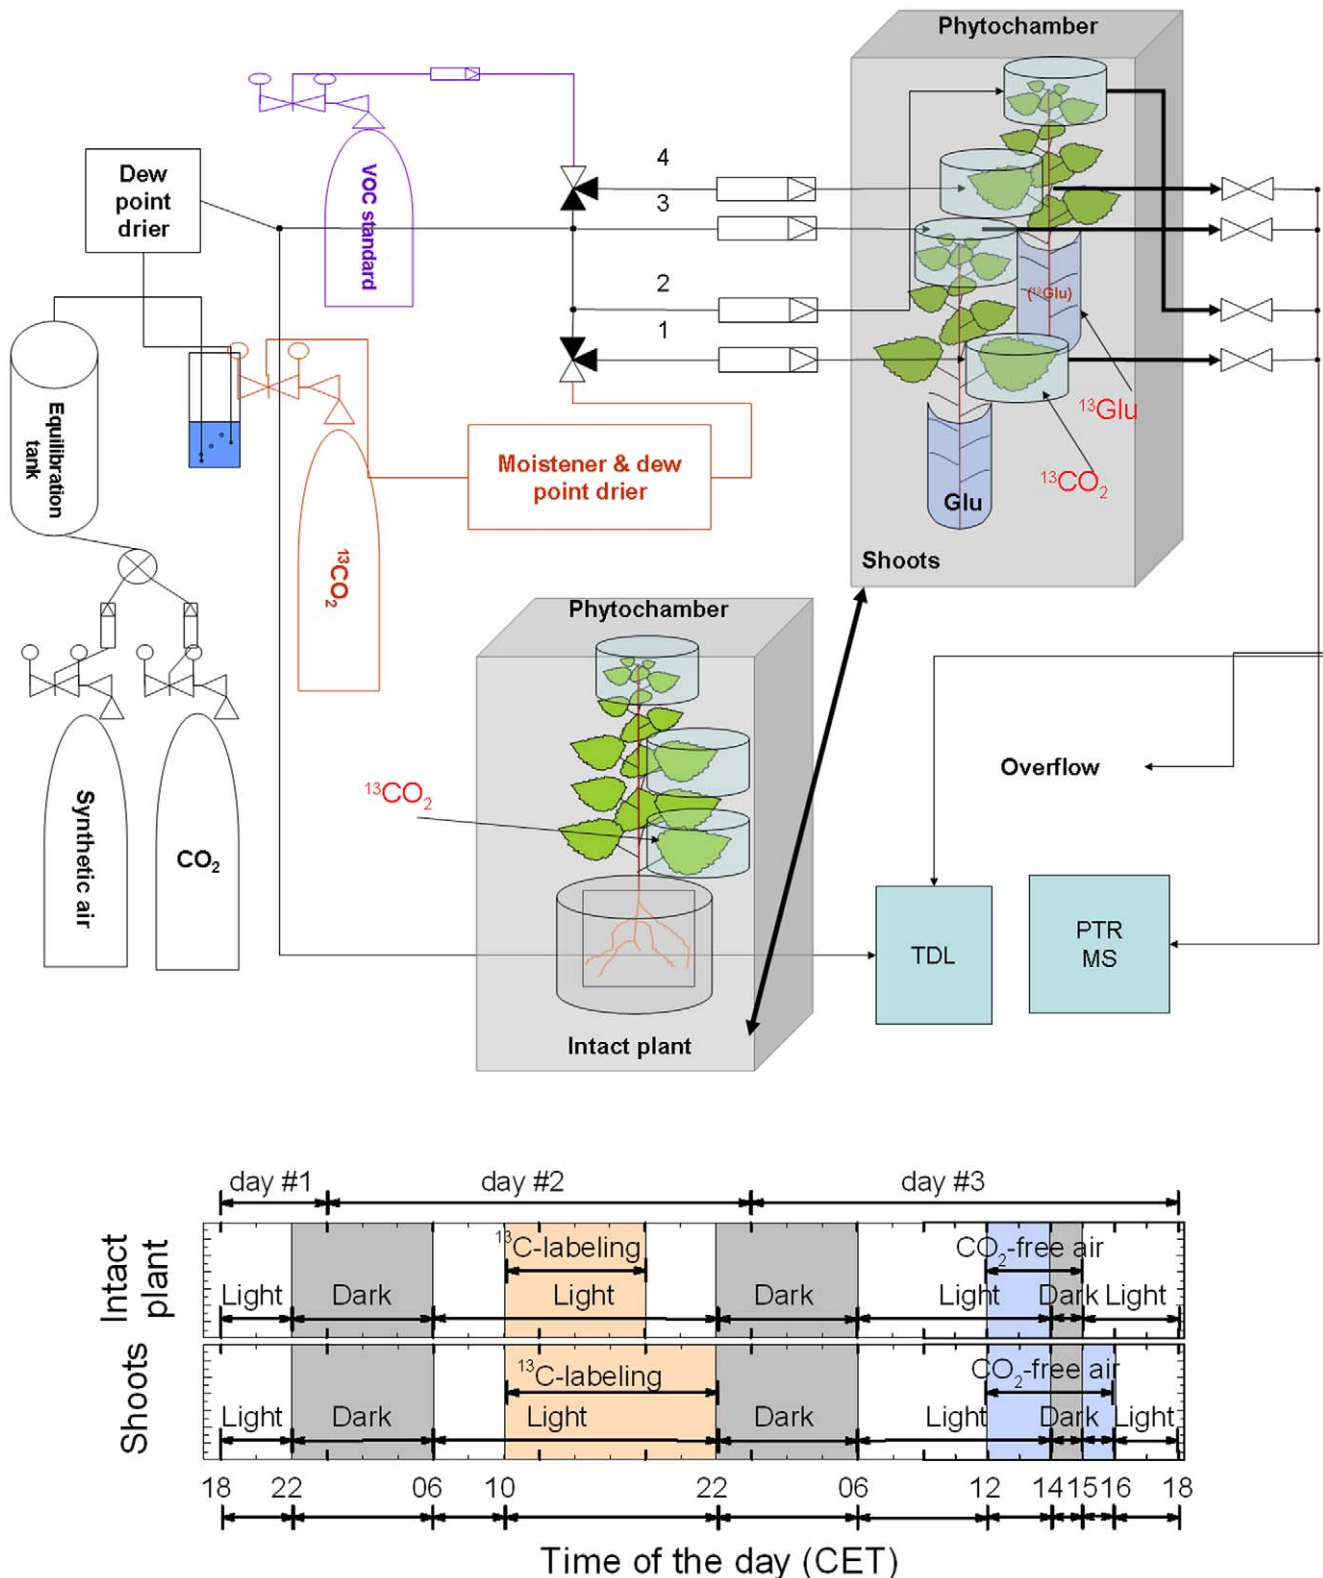 Phytochamber
4
3
2
1
Dew
point
drier
VOC standard
(¹³Glu)
¹³Glu
¹³CO₂
Glu
Shoots
Equilibration
tank
Moistener & dew
point drier
¹³CO₂
Synthetic air
CO₂
Phytochamber
¹³CO₂
Intact plant
Overflow
TDL
PTR
MS
day #1 day #2 day #3
Intact
plant
¹³C-labeling CO₂-free air
Light Dark Light Dark Light Dark Light
Shoots
¹³C-labeling CO₂-free air
Light Dark Light Dark Light Dark Light
18 22 06 10 22 06 12 14 15 16 18
Time of the day (CET)